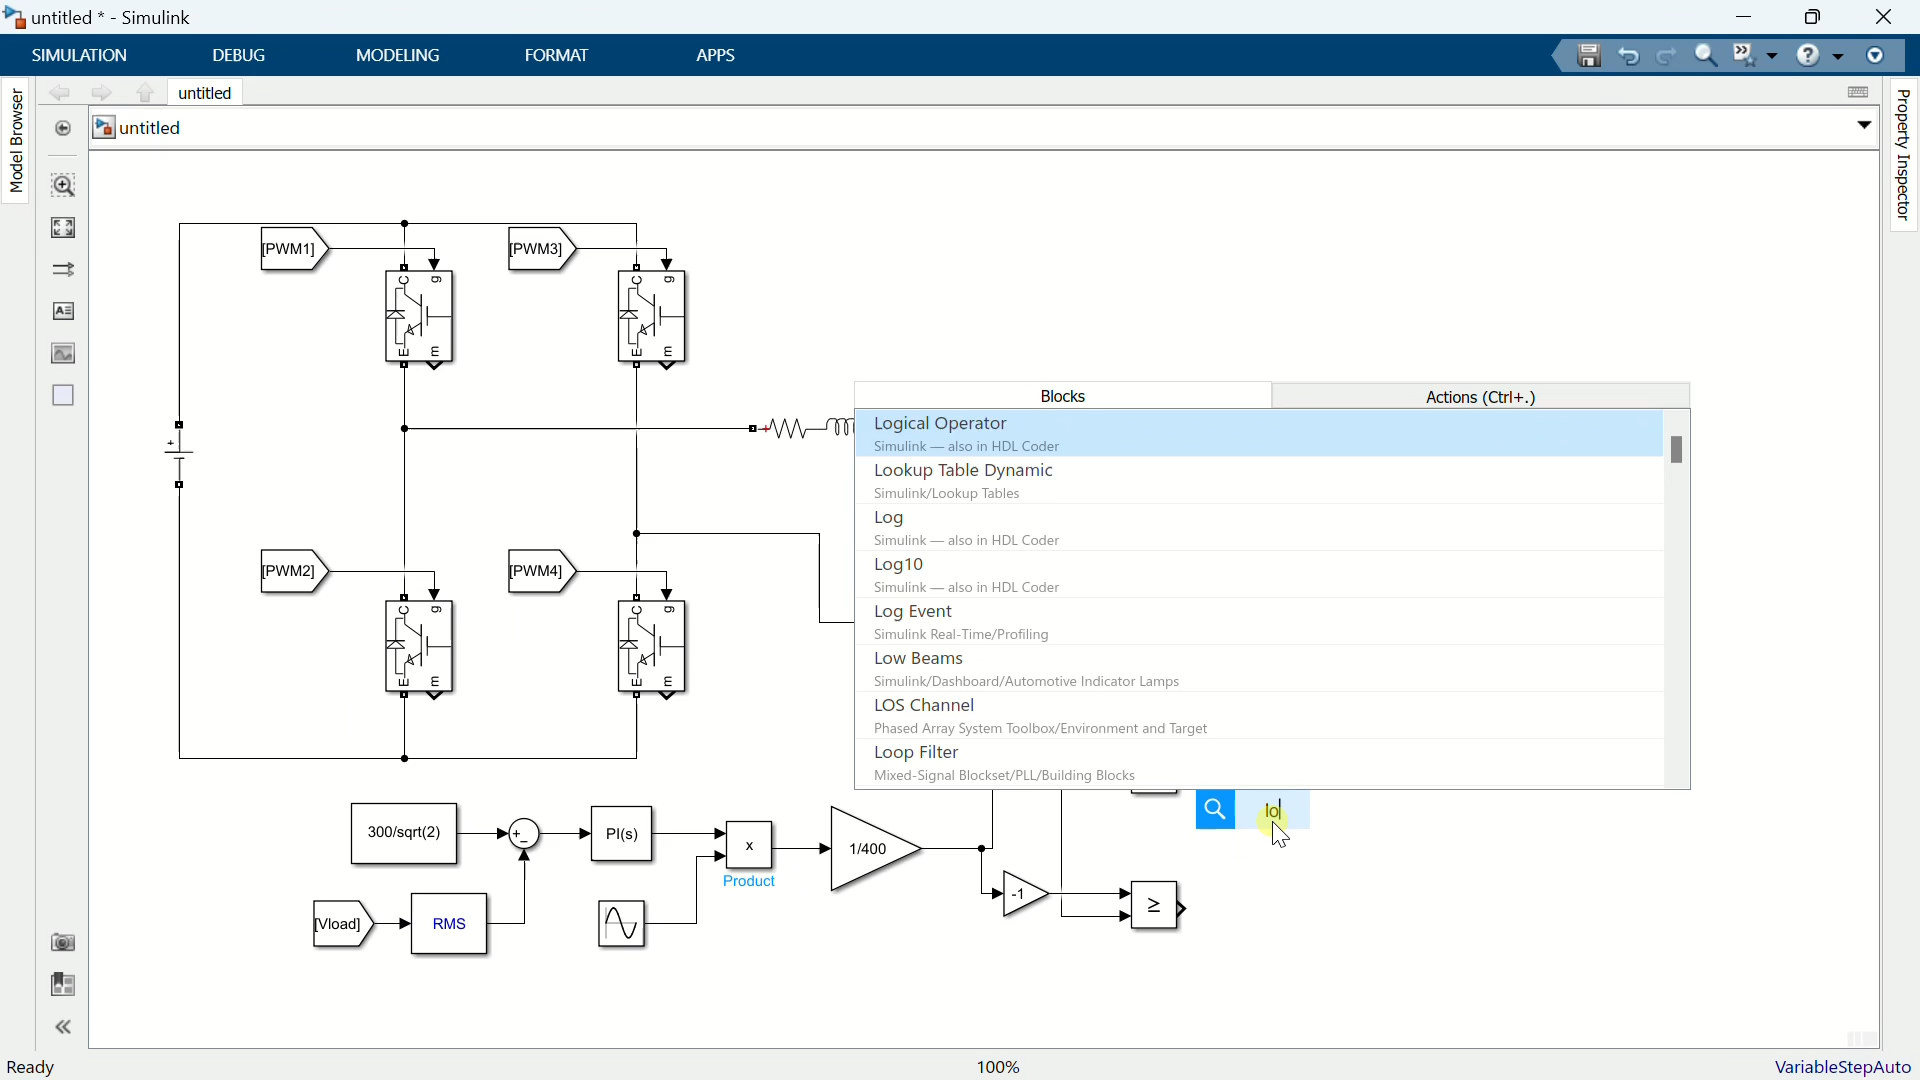 untitled * - Simulink
SIMULATION DEBUG MODELING FORMAT APPS
Model Browser
untitled
Property Inspector
untitled
[PWM1]
[PWM3]
C g
C g
E m
E m
Blocks Actions (Ctrl+.)
Logical Operator
Simulink — also in HDL Coder
Lookup Table Dynamic
Simulink/Lookup Tables
Log
Simulink — also in HDL Coder
Log10
Simulink — also in HDL Coder
Log Event
Simulink Real-Time/Profiling
Low Beams
Simulink/Dashboard/Automotive Indicator Lamps
LOS Channel
Phased Array System Toolbox/Environment and Target
Loop Filter
Mixed-Signal Blockset/PLL/Building Blocks
+
+
[PWM2]
[PWM4]
C g
C g
E m
E m
lo
300/sqrt(2)
+
−
PI(s)
x
Product
1/400
-1
≥
[Vload]
RMS
Ready
100%
VariableStepAuto